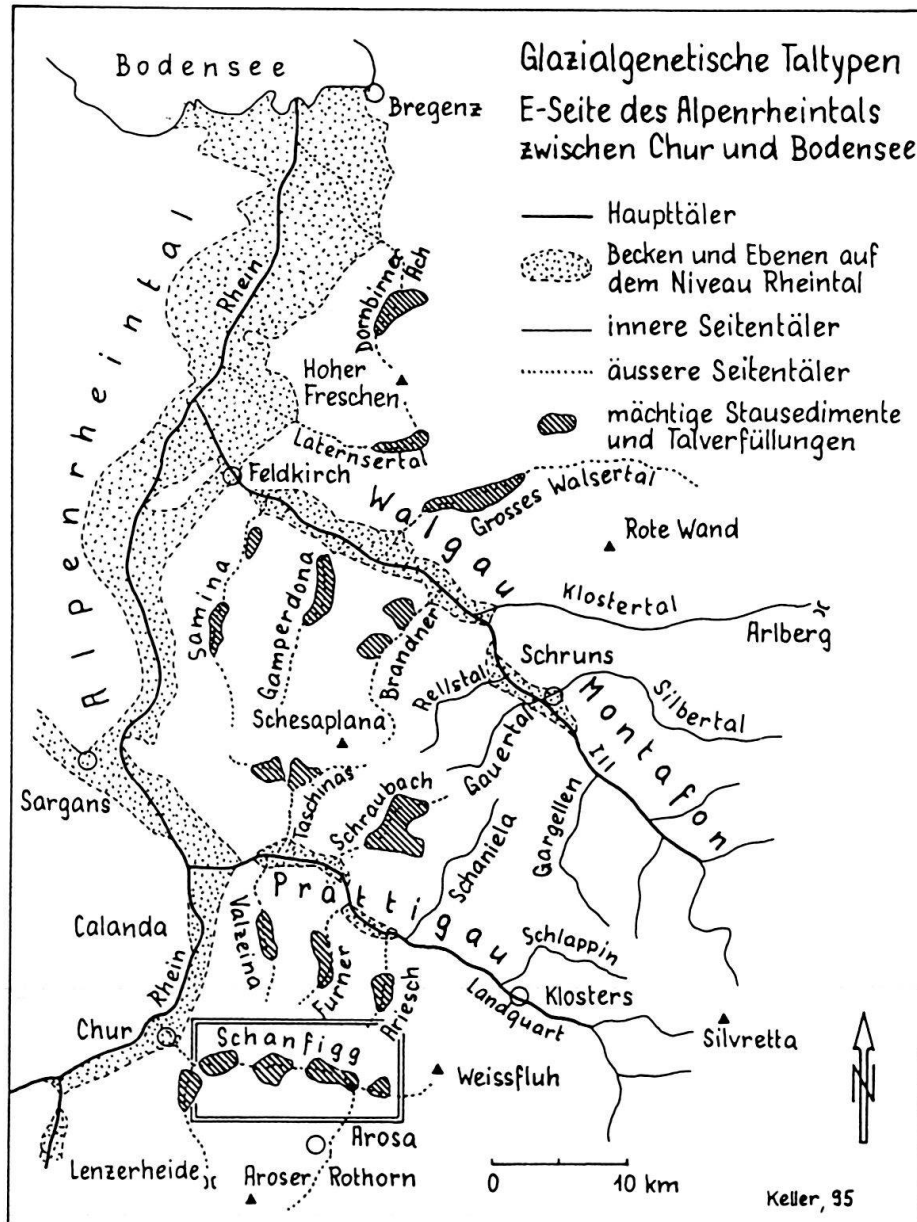 Glazialgenetische Taltypen
E-Seite des Alpenrheintals
zwischen Chur und Bodensee
Haupttäler
Becken und Ebenen auf
dem Niveau Rheintal
innere Seitentäler
äussere Seitentäler
mächtige Stausedimente
und Talverfüllungen
Bodensee
Bregenz
Alpenrheintal
Rhein
Dornbirner
Ach
Hoher
Freschen
Laternsertal
Feldkirch
Walgau
Grosses Walsertal
Rote Wand
Samina
Gamperdona
Brandner
Klostertal
Arlberg
Schruns
Rellstal
Silbertal
Montafon
Schesaplana
Gauertal
Ill
Sargans
Taschinas
Schraubach
Schaniela
Gargellen
Prättigau
Calanda
Valzeina
Furner
Ariesch
Schlappin
Rhein
Landquart
Klosters
Silvretta
Chur
Schanfigg
Weissfluh
N
Arosa
Lenzerheide
Aroser Rothorn
0 10 km
Keller, 95